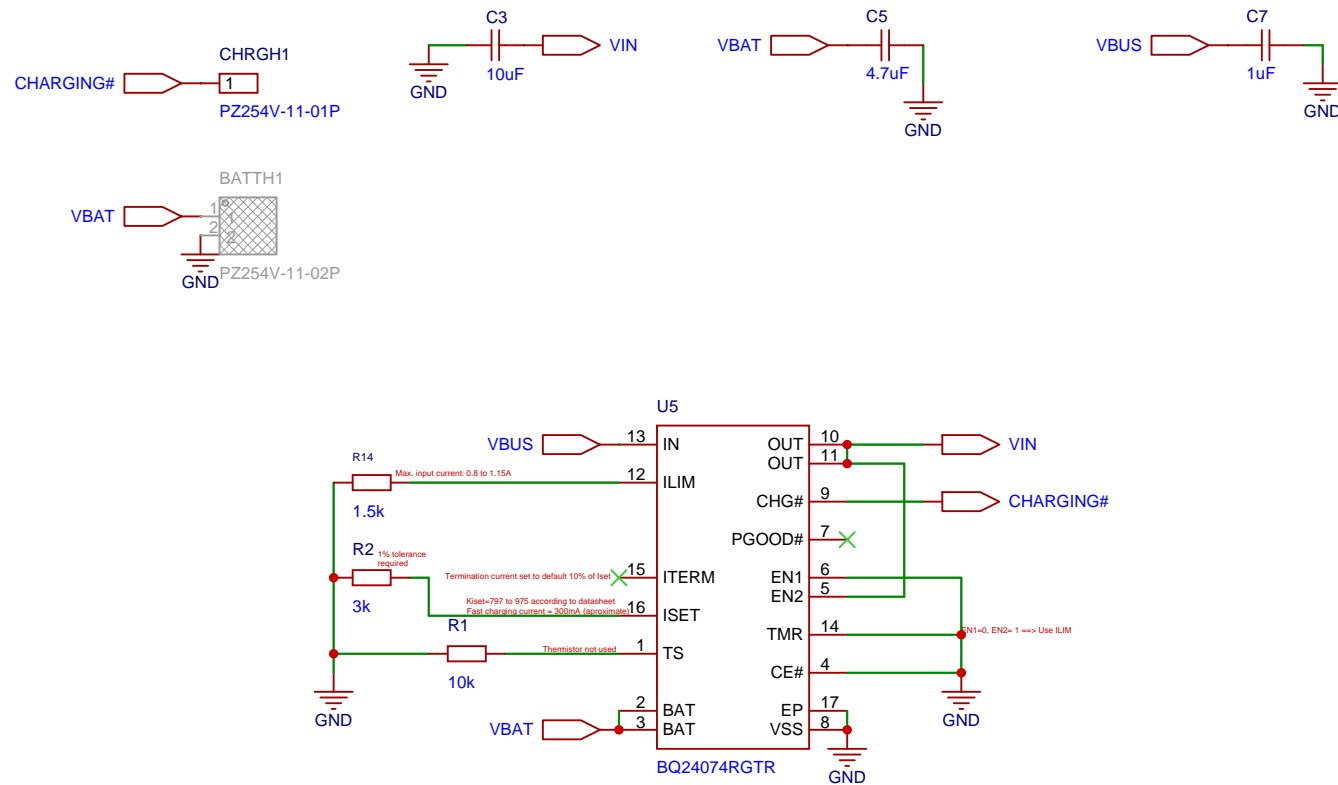 C3
VIN
10uF
GND
C5
VBAT
4.7uF
GND
C7
VBUS
1uF
GND
CHRGH1
CHARGING#
1
PZ254V-11-01P
BATTH1
VBAT
1
1
2
2
GND
PZ254V-11-02P
U5
VBUS
13
IN
OUT
10
VIN
OUT
11
R14
Max. input current: 0.8 to 1.15A
12
ILIM
1.5k
CHG#
9
CHARGING#
PGOOD#
7
R2
1% tolerance
required
Termination current set to default 10% of Iset
15
ITERM
EN1
6
3k
EN2
5
Kiset=797 to 975 according to datasheet
Fast charging current = 300mA (aproximate)
16
ISET
R1
TMR
14
EN1=0, EN2= 1 ==> Use ILIM
Thermistor not used
1
TS
10k
CE#
4
GND
GND
2
BAT
EP
17
VBAT
3
BAT
VSS
8
BQ24074RGTR
GND